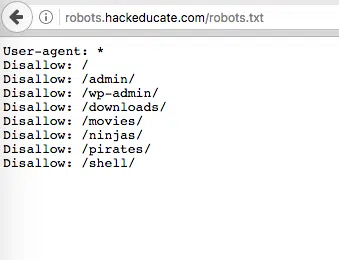 robots.hackeducate.com/robots.txt
User-agent: *
Disallow: /
Disallow: /admin/
Disallow: /wp-admin/
Disallow: /downloads/
Disallow: /movies/
Disallow: /ninjas/
Disallow: /pirates/
Disallow: /shell/